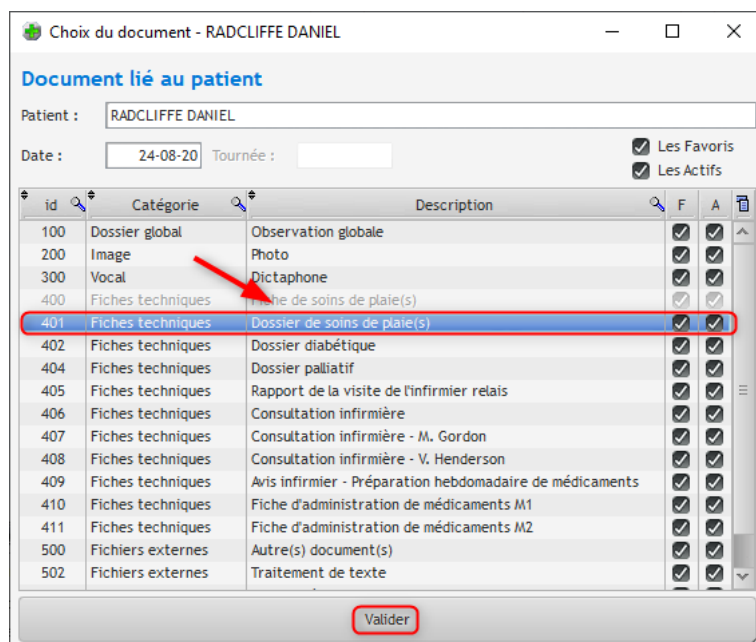 Choix du document - RADCLIFFE DANIEL
Document lié au patient
Patient : RADCLIFFE DANIEL
Date : 24-08-20 Tournée : Les Favoris
Les Actifs
id Catégorie Description F A
100 Dossier global Observation globale
200 Image Photo
300 Vocal Dictaphone
400 Fiches techniques Fiche de soins de plaie(s)
401 Fiches techniques Dossier de soins de plaie(s)
402 Fiches techniques Dossier diabétique
404 Fiches techniques Dossier palliatif
405 Fiches techniques Rapport de la visite de l'infirmier relais
406 Fiches techniques Consultation infirmière
407 Fiches techniques Consultation infirmière - M. Gordon
408 Fiches techniques Consultation infirmière - V. Henderson
409 Fiches techniques Avis infirmier - Préparation hebdomadaire de médicaments
410 Fiches techniques Fiche d'administration de médicaments M1
411 Fiches techniques Fiche d'administration de médicaments M2
500 Fichiers externes Autre(s) document(s)
502 Fichiers externes Traitement de texte
Valider